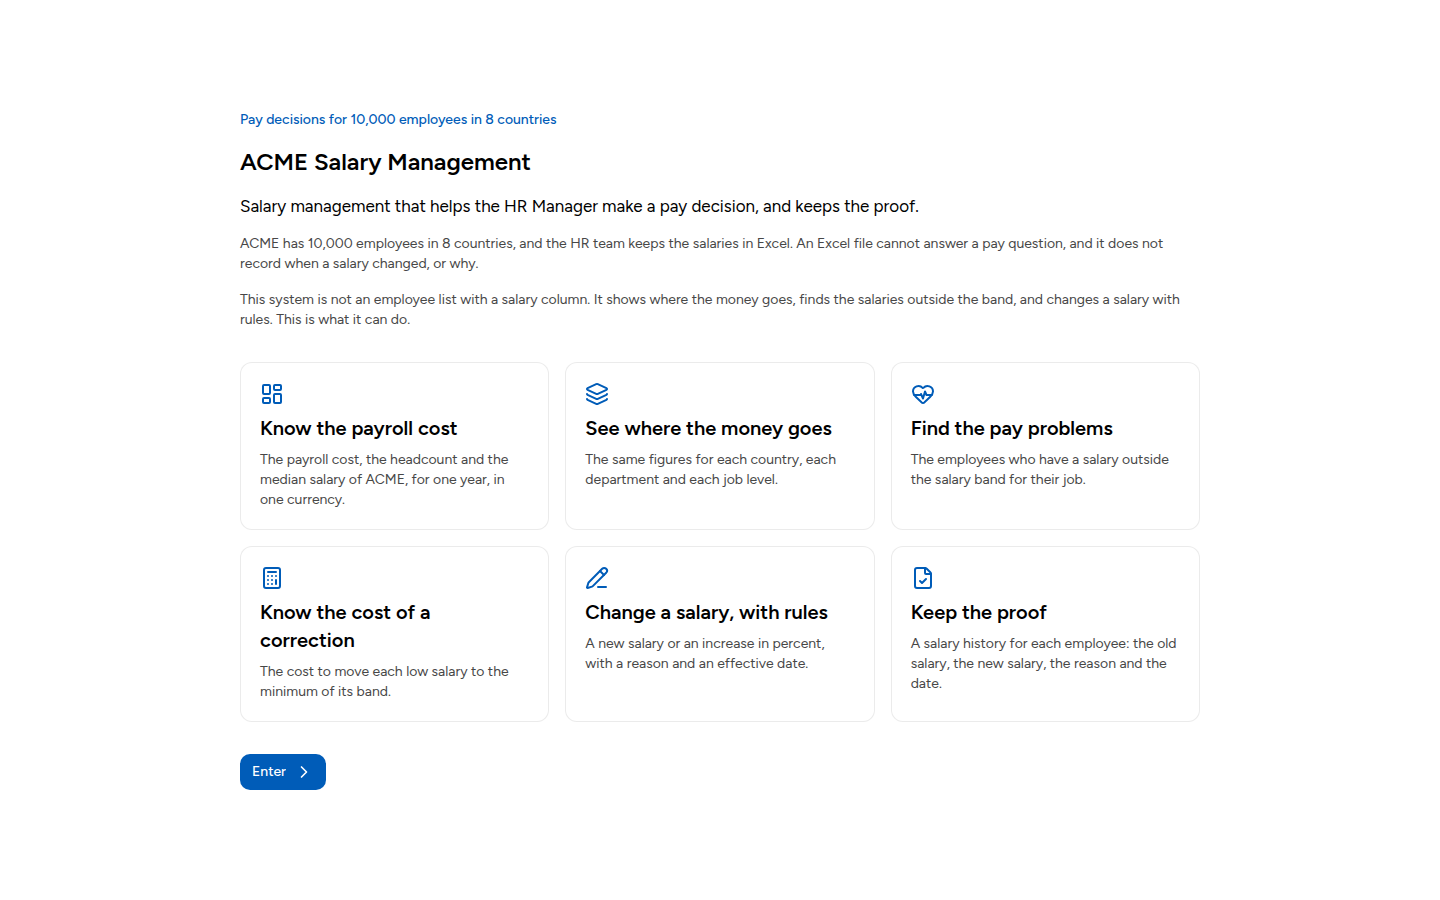 Pay decisions for 10,000 employees in 8 countries
ACME Salary Management
Salary management that helps the HR Manager make a pay decision, and keeps the proof.
ACME has 10,000 employees in 8 countries, and the HR team keeps the salaries in Excel. An Excel file cannot answer a pay question, and it does not
record when a salary changed, or why.
This system is not an employee list with a salary column. It shows where the money goes, finds the salaries outside the band, and changes a salary with
rules. This is what it can do.
Know the payroll cost
The payroll cost, the headcount and the
median salary of ACME, for one year, in
one currency.
See where the money goes
The same figures for each country, each
department and each job level.
Find the pay problems
The employees who have a salary outside
the salary band for their job.
Know the cost of a
correction
The cost to move each low salary to the
minimum of its band.
Change a salary, with rules
A new salary or an increase in percent,
with a reason and an effective date.
Keep the proof
A salary history for each employee: the old
salary, the new salary, the reason and the
date.
Enter